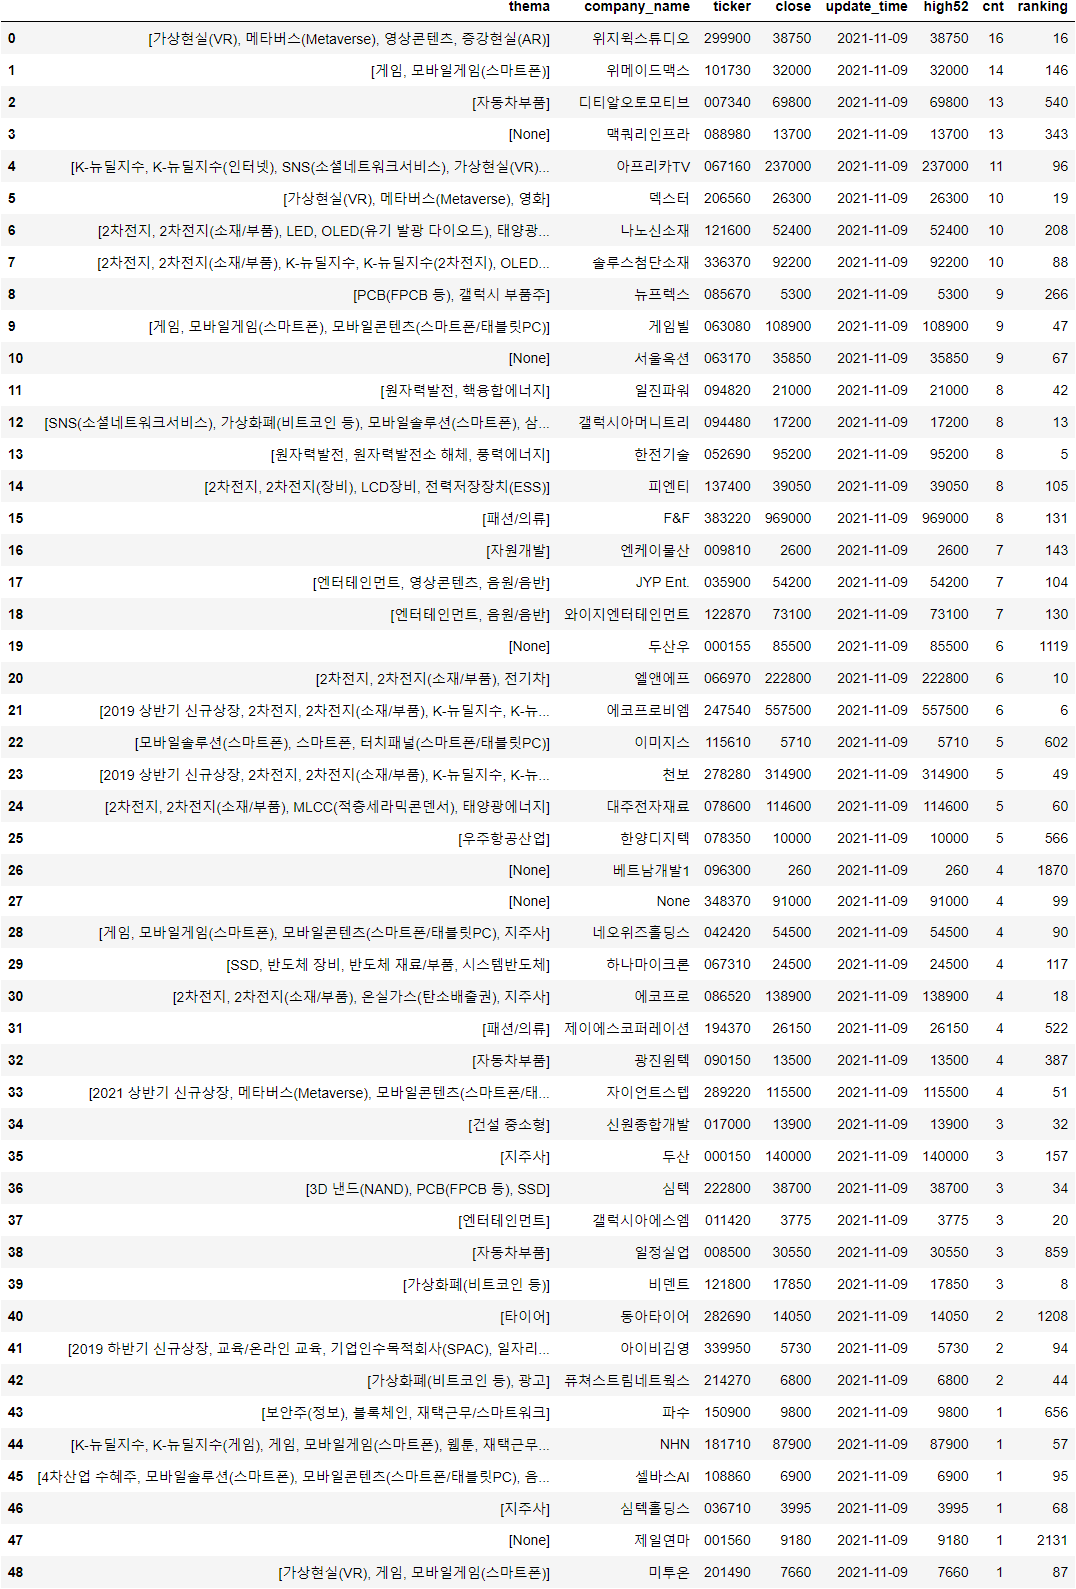 thema company_name ticker close update_time high52 cnt ranking
0 [가상현실(VR), 메타버스(Metaverse), 영상콘텐츠, 증강현실(AR)] 위지윅스튜디오 299900 38750 2021-11-09 38750 16 16
1 [게임, 모바일게임(스마트폰)] 위메이드맥스 101730 32000 2021-11-09 32000 14 146
2 [자동차부품] 디티알오토모티브 007340 69800 2021-11-09 69800 13 540
3 [None] 맥쿼리인프라 088980 13700 2021-11-09 13700 13 343
4 [K-뉴딜지수, K-뉴딜지수(인터넷), SNS(소셜네트워크서비스), 가상현실(VR)... 아프리카TV 067160 237000 2021-11-09 237000 11 96
5 [가상현실(VR), 메타버스(Metaverse), 영화] 덱스터 206560 26300 2021-11-09 26300 10 19
6 [2차전지, 2차전지(소재/부품), LED, OLED(유기 발광 다이오드), 태양광... 나노신소재 121600 52400 2021-11-09 52400 10 208
7 [2차전지, 2차전지(소재/부품), K-뉴딜지수, K-뉴딜지수(2차전지), OLED... 솔루스첨단소재 336370 92200 2021-11-09 92200 10 88
8 [PCB(FPCB 등), 갤럭시 부품주] 뉴프렉스 085670 5300 2021-11-09 5300 9 266
9 [게임, 모바일게임(스마트폰), 모바일콘텐츠(스마트폰/태블릿PC)] 게임빌 063080 108900 2021-11-09 108900 9 47
10 [None] 서울옥션 063170 35850 2021-11-09 35850 9 67
11 [원자력발전, 핵융합에너지] 일진파워 094820 21000 2021-11-09 21000 8 42
12 [SNS(소셜네트워크서비스), 가상화폐(비트코인 등), 모바일솔루션(스마트폰), 삼... 갤럭시아머니트리 094480 17200 2021-11-09 17200 8 13
13 [원자력발전, 원자력발전소 해체, 풍력에너지] 한전기술 052690 95200 2021-11-09 95200 8 5
14 [2차전지, 2차전지(장비), LCD장비, 전력저장장치(ESS)] 피엔티 137400 39050 2021-11-09 39050 8 105
15 [패션/의류] F&F 383220 969000 2021-11-09 969000 8 131
16 [자원개발] 엔케이물산 009810 2600 2021-11-09 2600 7 143
17 [엔터테인먼트, 영상콘텐츠, 음원/음반] JYP Ent. 035900 54200 2021-11-09 54200 7 104
18 [엔터테인먼트, 음원/음반] 와이지엔터테인먼트 122870 73100 2021-11-09 73100 7 130
19 [None] 두산우 000155 85500 2021-11-09 85500 6 1119
20 [2차전지, 2차전지(소재/부품), 전기차] 엘앤에프 066970 222800 2021-11-09 222800 6 10
21 [2019 상반기 신규상장, 2차전지, 2차전지(소재/부품), K-뉴딜지수, K-뉴... 에코프로비엠 247540 557500 2021-11-09 557500 6 6
22 [모바일솔루션(스마트폰), 스마트폰, 터치패널(스마트폰/태블릿PC)] 이미지스 115610 5710 2021-11-09 5710 5 602
23 [2019 상반기 신규상장, 2차전지, 2차전지(소재/부품), K-뉴딜지수, K-뉴... 천보 278280 314900 2021-11-09 314900 5 49
24 [2차전지, 2차전지(소재/부품), MLCC(적층세라믹콘덴서), 태양광에너지] 대주전자재료 078600 114600 2021-11-09 114600 5 60
25 [우주항공산업] 한양디지텍 078350 10000 2021-11-09 10000 5 566
26 [None] 베트남개발1 096300 260 2021-11-09 260 4 1870
27 [None] None 348370 91000 2021-11-09 91000 4 99
28 [게임, 모바일게임(스마트폰), 모바일콘텐츠(스마트폰/태블릿PC), 지주사] 네오위즈홀딩스 042420 54500 2021-11-09 54500 4 90
29 [SSD, 반도체 장비, 반도체 재료/부품, 시스템반도체] 하나마이크론 067310 24500 2021-11-09 24500 4 117
30 [2차전지, 2차전지(소재/부품), 온실가스(탄소배출권), 지주사] 에코프로 086520 138900 2021-11-09 138900 4 18
31 [패션/의류] 제이에스코퍼레이션 194370 26150 2021-11-09 26150 4 522
32 [자동차부품] 광진윈텍 090150 13500 2021-11-09 13500 4 387
33 [2021 상반기 신규상장, 메타버스(Metaverse), 모바일콘텐츠(스마트폰/태... 자이언트스텝 289220 115500 2021-11-09 115500 4 51
34 [건설 중소형] 신원종합개발 017000 13900 2021-11-09 13900 3 32
35 [지주사] 두산 000150 140000 2021-11-09 140000 3 157
36 [3D 낸드(NAND), PCB(FPCB 등), SSD] 심텍 222800 38700 2021-11-09 38700 3 34
37 [엔터테인먼트] 갤럭시아에스엠 011420 3775 2021-11-09 3775 3 20
38 [자동차부품] 일정실업 008500 30550 2021-11-09 30550 3 859
39 [가상화폐(비트코인 등)] 비덴트 121800 17850 2021-11-09 17850 3 8
40 [타이어] 동아타이어 282690 14050 2021-11-09 14050 2 1208
41 [2019 하반기 신규상장, 교육/온라인 교육, 기업인수목적회사(SPAC), 일자리... 아이비김영 339950 5730 2021-11-09 5730 2 94
42 [가상화폐(비트코인 등), 광고] 퓨쳐스트림네트웍스 214270 6800 2021-11-09 6800 2 44
43 [보안주(정보), 블록체인, 재택근무/스마트워크] 파수 150900 9800 2021-11-09 9800 1 656
44 [K-뉴딜지수, K-뉴딜지수(게임), 게임, 모바일게임(스마트폰), 웹툰, 재택근무... NHN 181710 87900 2021-11-09 87900 1 57
45 [4차산업 수혜주, 모바일솔루션(스마트폰), 모바일콘텐츠(스마트폰/태블릿PC), 음... 셀바스AI 108860 6900 2021-11-09 6900 1 95
46 [지주사] 심텍홀딩스 036710 3995 2021-11-09 3995 1 68
47 [None] 제일연마 001560 9180 2021-11-09 9180 1 2131
48 [가상현실(VR), 게임, 모바일게임(스마트폰)] 미투온 201490 7660 2021-11-09 7660 1 87